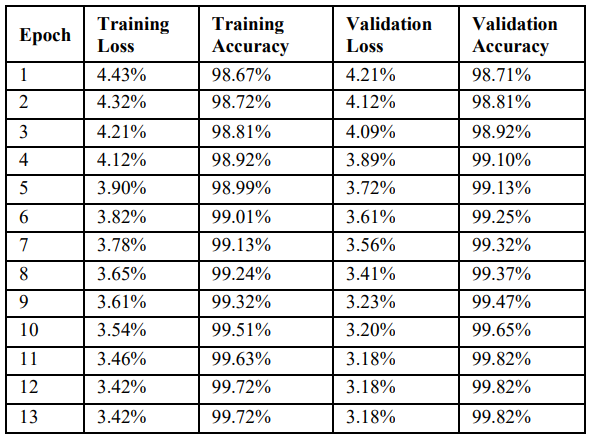 Epoch Training Loss Training Accuracy Validation Loss Validation Accuracy
1 4.43% 98.67% 4.21% 98.71%
2 4.32% 98.72% 4.12% 98.81%
3 4.21% 98.81% 4.09% 98.92%
4 4.12% 98.92% 3.89% 99.10%
5 3.90% 98.99% 3.72% 99.13%
6 3.82% 99.01% 3.61% 99.25%
7 3.78% 99.13% 3.56% 99.32%
8 3.65% 99.24% 3.41% 99.37%
9 3.61% 99.32% 3.23% 99.47%
10 3.54% 99.51% 3.20% 99.65%
11 3.46% 99.63% 3.18% 99.82%
12 3.42% 99.72% 3.18% 99.82%
13 3.42% 99.72% 3.18% 99.82%